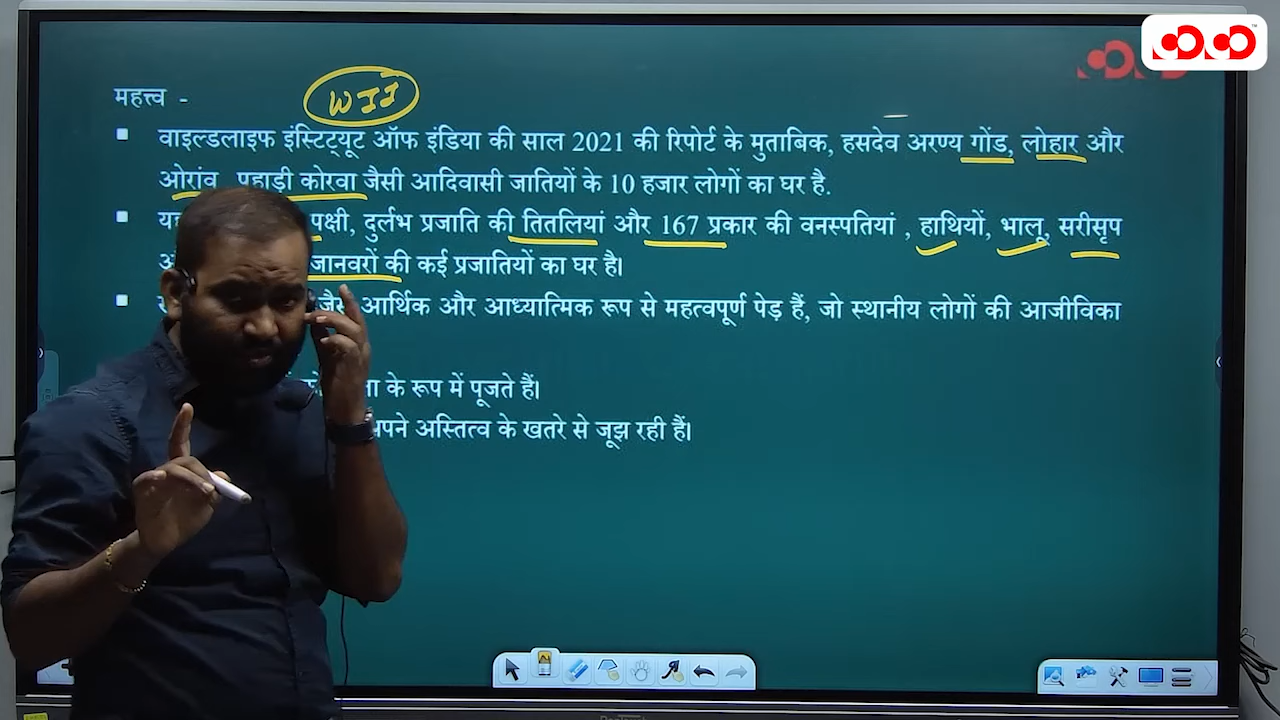 महत्त्व -
WII
वाइल्डलाइफ इंस्टिट्यूट ऑफ इंडिया की साल 2021 की रिपोर्ट के मुताबिक, हसदेव अरण्य गोंड, लोहार और
ओरांव, पहाड़ी कोरवा जैसी आदिवासी जातियों के 10 हजार लोगों का घर है.
पक्षी, दुर्लभ प्रजाति की तितलियां और 167 प्रकार की वनस्पतियां , हाथियों, भालू, सरीसृप
जानवरों की कई प्रजातियों का घर है।
जैसे आर्थिक और आध्यात्मिक रूप से महत्वपूर्ण पेड़ हैं, जो स्थानीय लोगों की आजीविका
के रूप में पूजते हैं।
अपने अस्तित्व के खतरे से जूझ रही हैं।